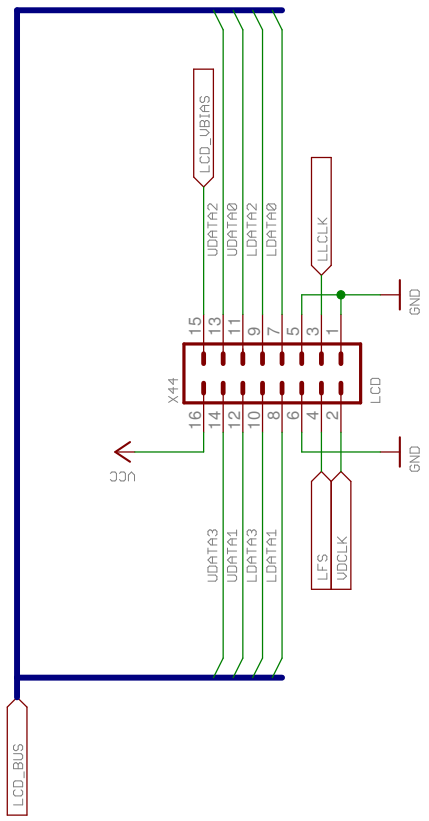 LCD_BUS
VCC
X44
LCD_VBIAS
UDATA3
16
15
UDATA2
14
13
UDATA1
12
11
UDATA0
LDATA3
10
9
LDATA2
LDATA1
8
7
LDATA0
6
5
LFS
4
3
LLCLK
VDCLK
2
1
LCD
GND
GND